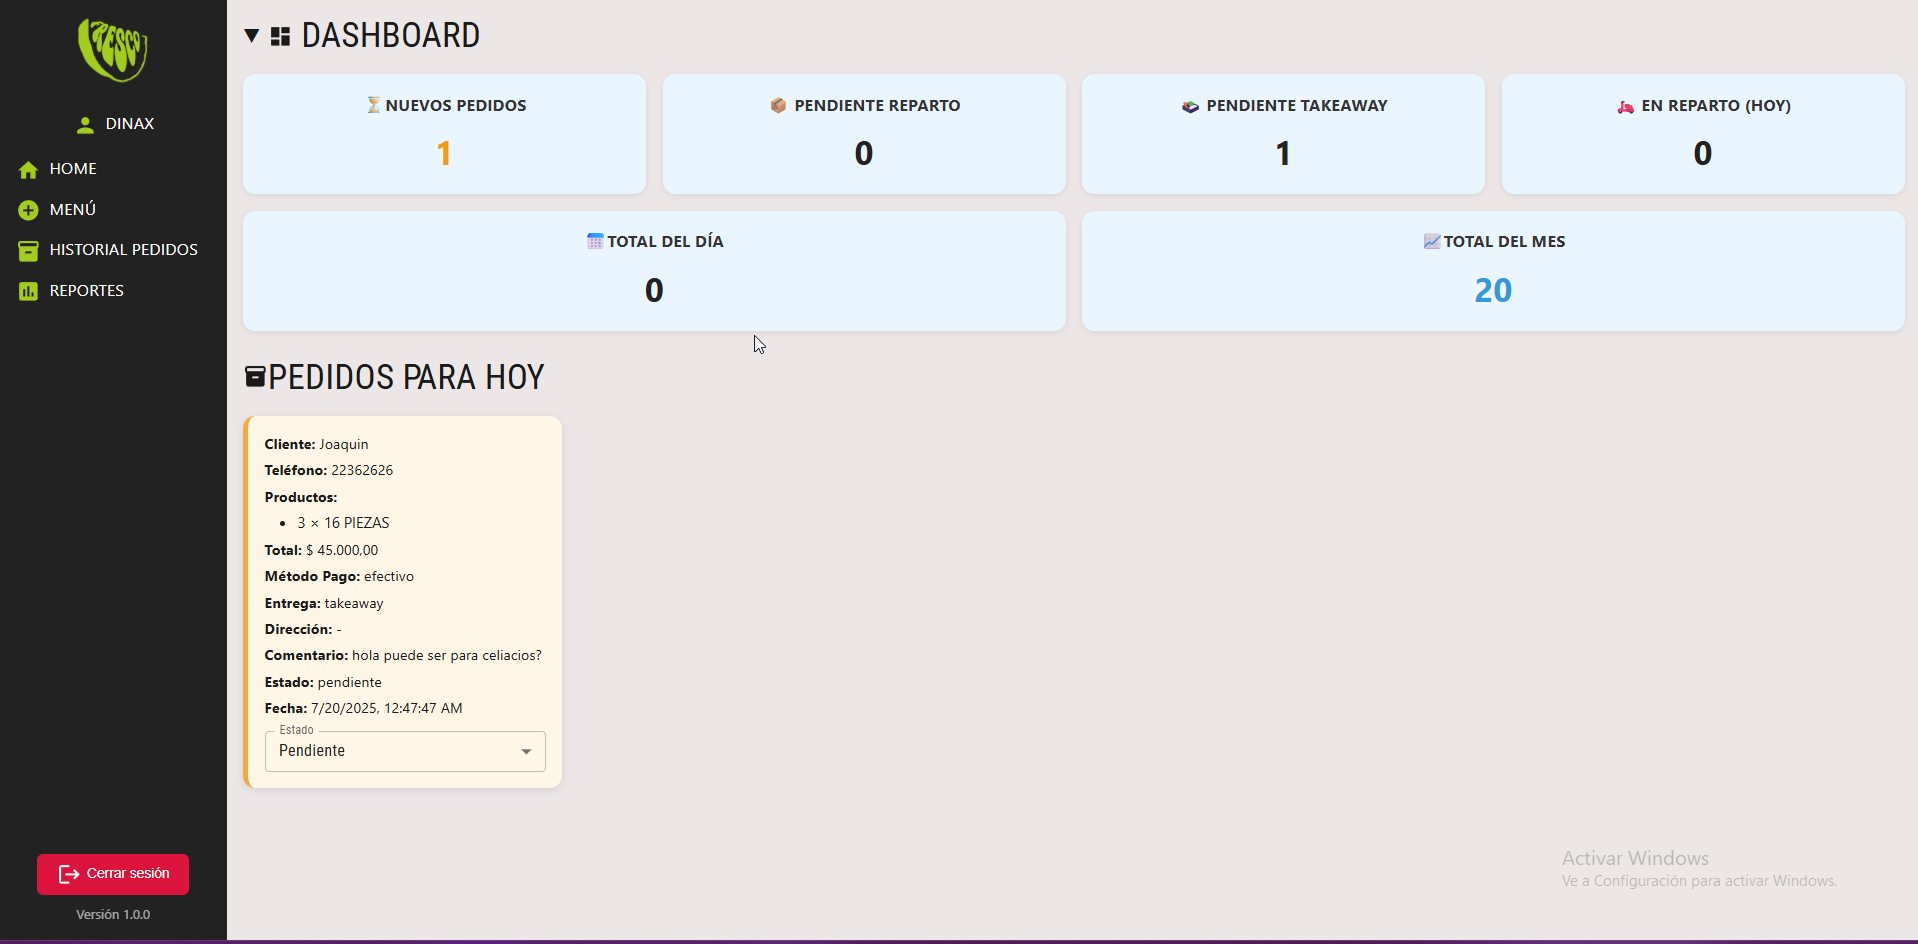 FRESCO
DINAX
HOME
MENÚ
HISTORIAL PEDIDOS
REPORTES
Cerrar sesión
Versión 1.0.0
DASHBOARD
NUEVOS PEDIDOS
1
PENDIENTE REPARTO
0
PENDIENTE TAKEAWAY
1
EN REPARTO (HOY)
0
TOTAL DEL DÍA
0
TOTAL DEL MES
20
PEDIDOS PARA HOY
Cliente: Joaquin
Teléfono: 22362626
Productos:
• 3 × 16 PIEZAS
Total: $ 45.000,00
Método Pago: efectivo
Entrega: takeaway
Dirección: -
Comentario: hola puede ser para celiacios?
Estado: pendiente
Fecha: 7/20/2025, 12:47:47 AM
Estado
Pendiente
Activar Windows
Ve a Configuración para activar Windows.